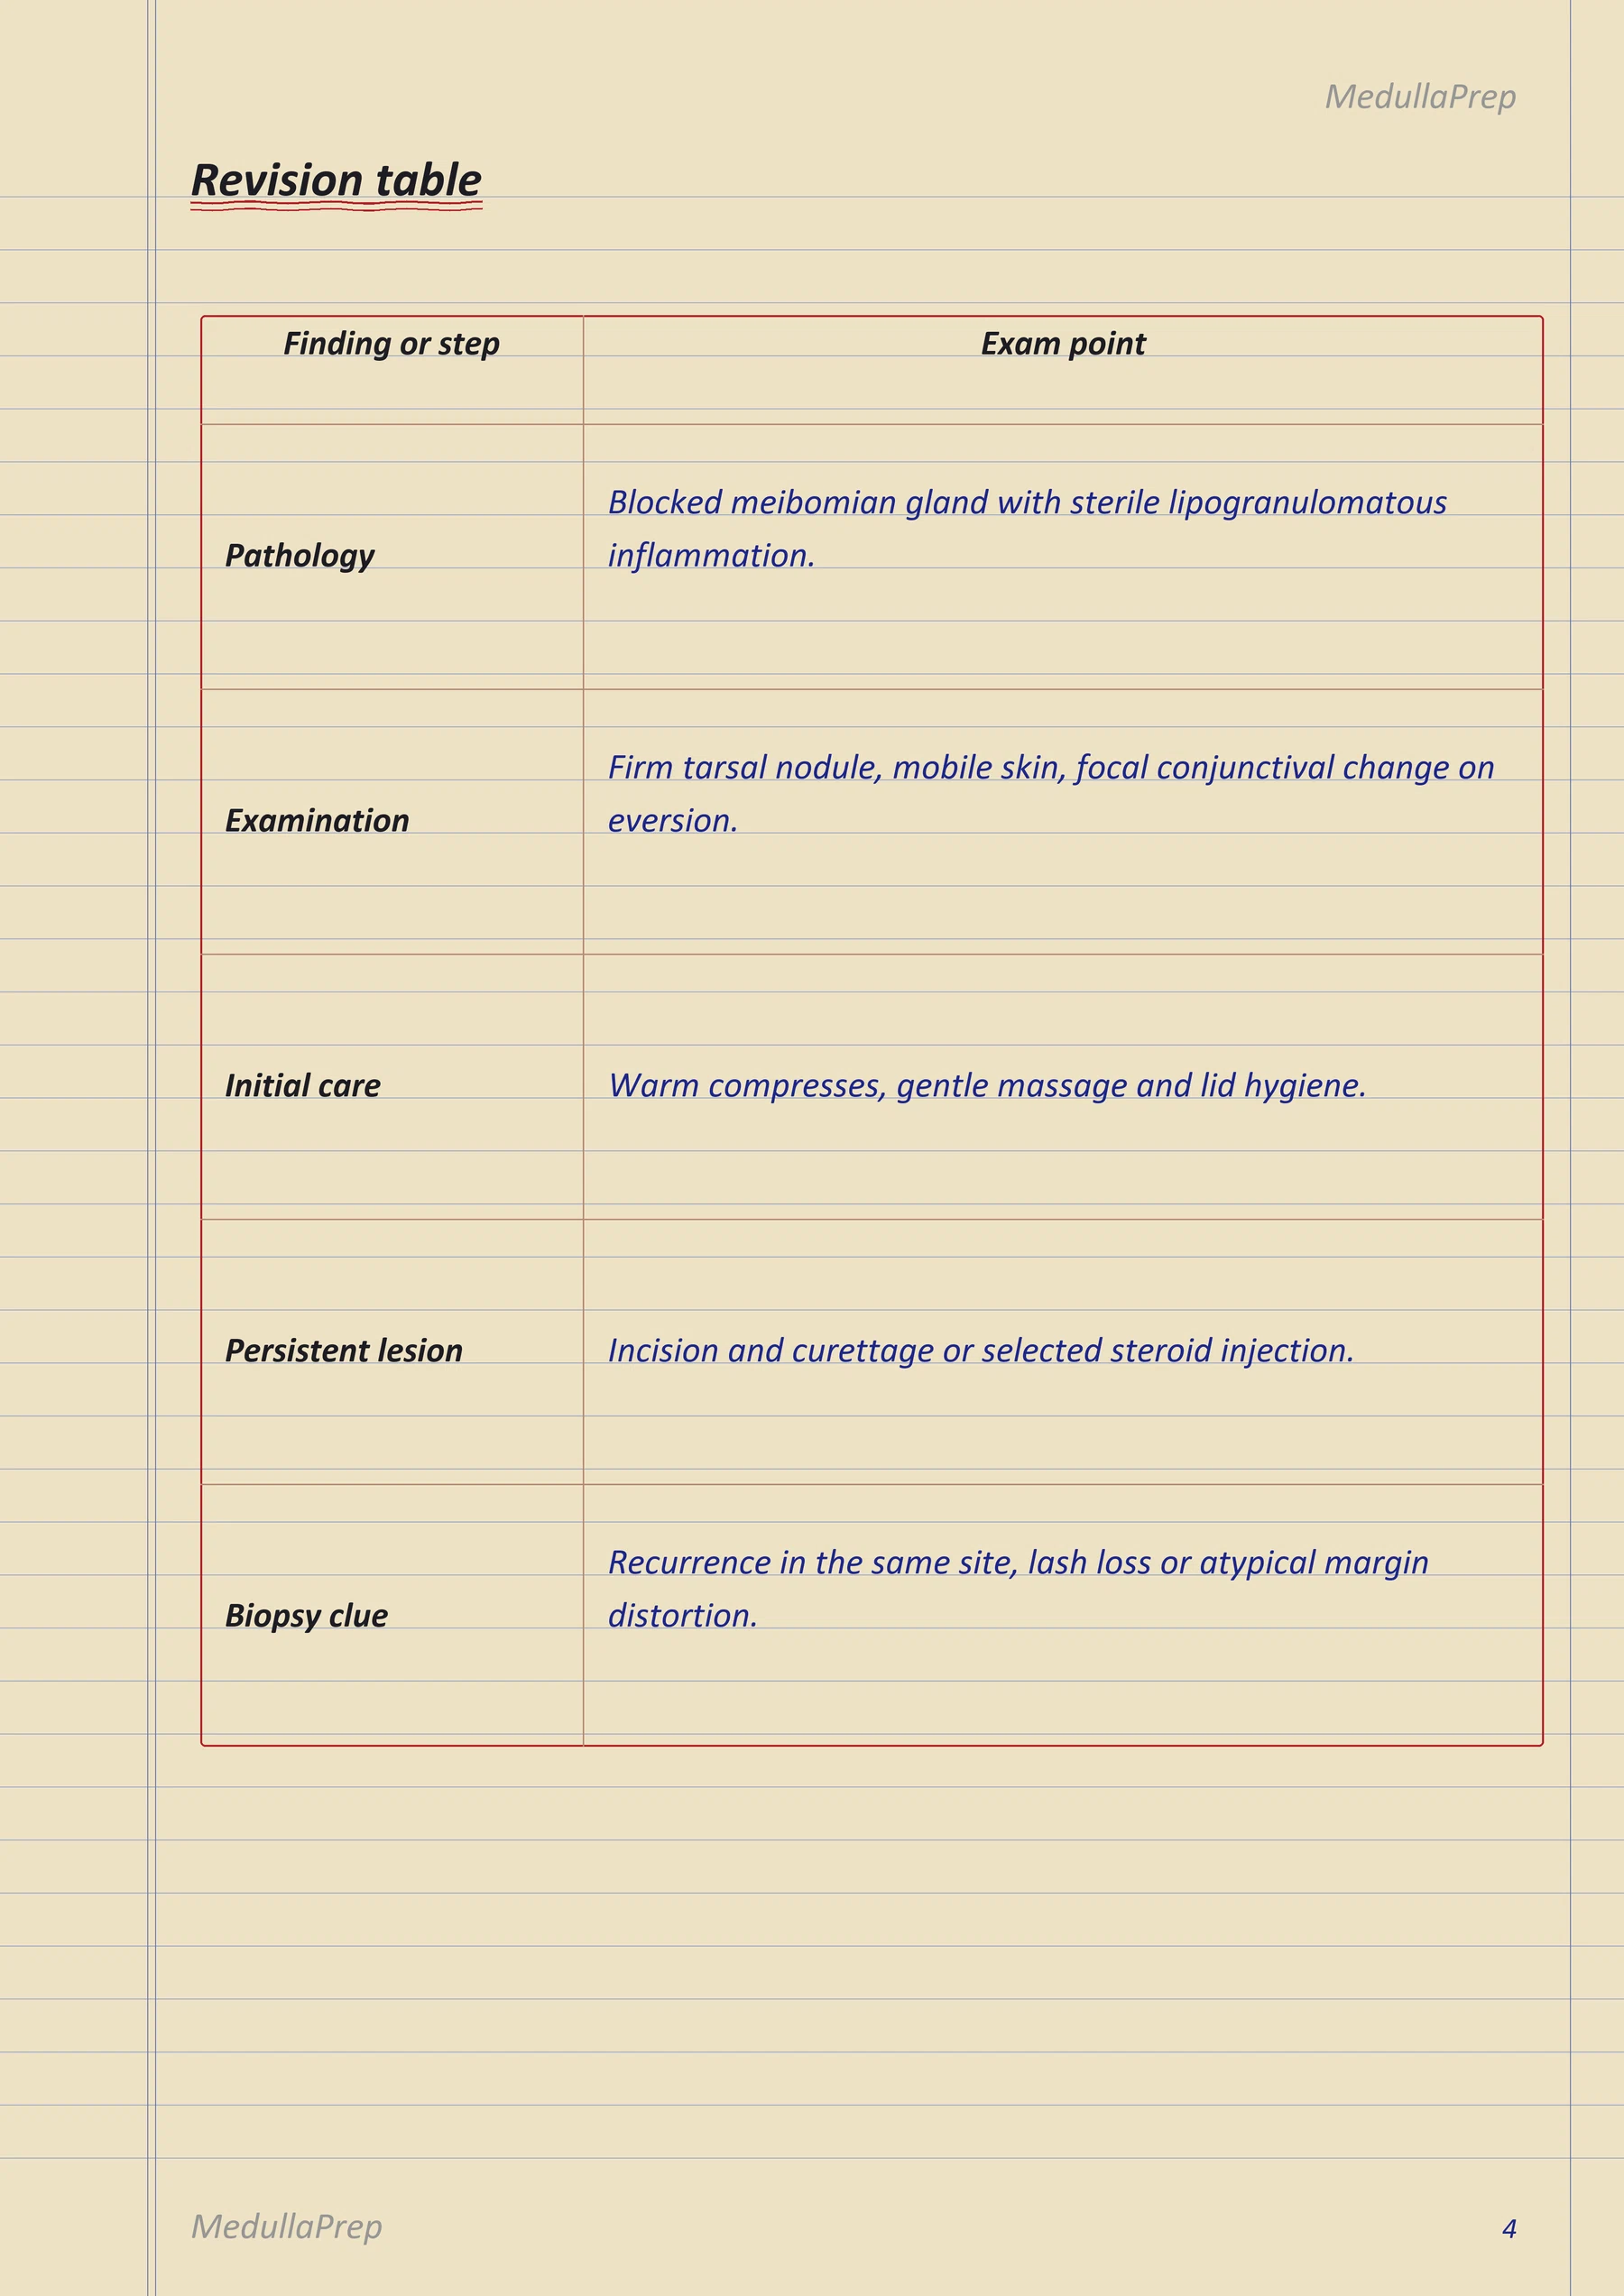 MedullaPrep
Revision table
Finding or step
Exam point
Pathology
Blocked meibomian gland with sterile lipogranulomatous
inflammation.
Examination
Firm tarsal nodule, mobile skin, focal conjunctival change on
eversion.
Initial care
Warm compresses, gentle massage and lid hygiene.
Persistent lesion
Incision and curettage or selected steroid injection.
Biopsy clue
Recurrence in the same site, lash loss or atypical margin
distortion.
MedullaPrep
4